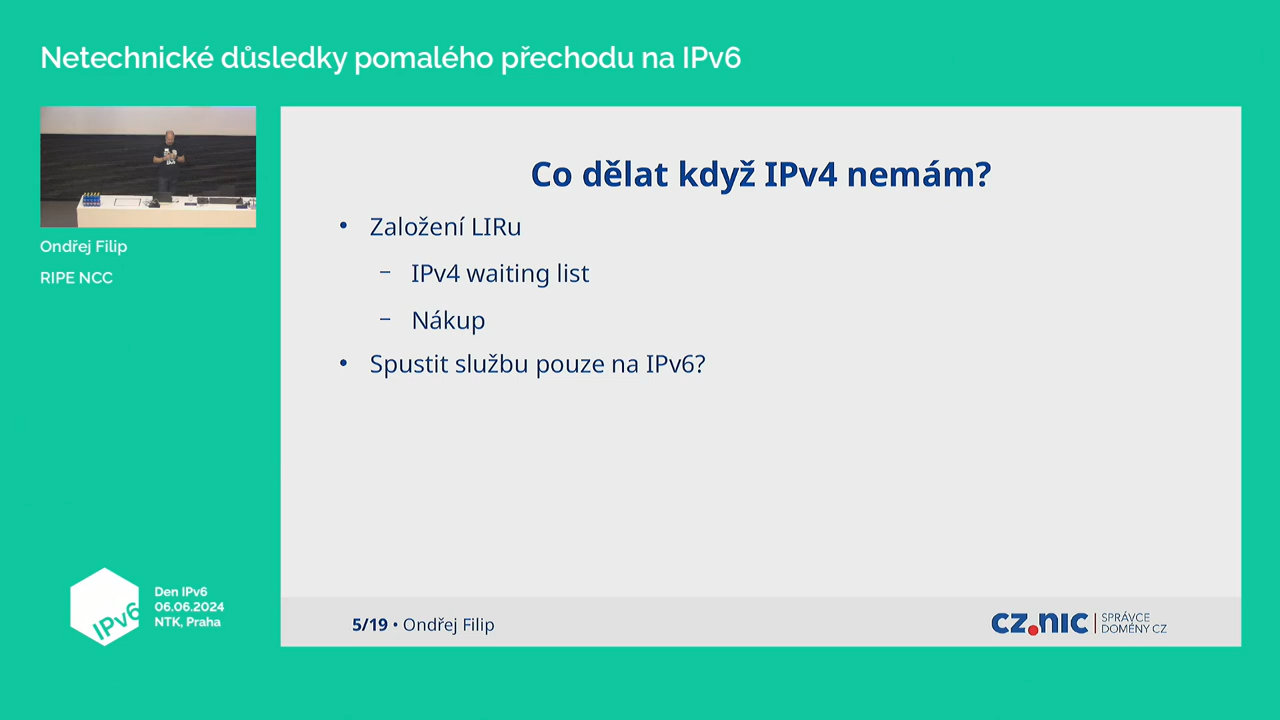 Netechnické důsledky pomalého přechodu na IPv6
Ondřej Filip
RIPE NCC
Co dělat když IPv4 nemám?
• Založení LIRu
– IPv4 waiting list
– Nákup
• Spustit službu pouze na IPv6?
IPv6
Den IPv6
06.06.2024
NTK, Praha
5/19 • Ondřej Filip
cz.nic
SPRÁVCE
DOMÉNY CZ